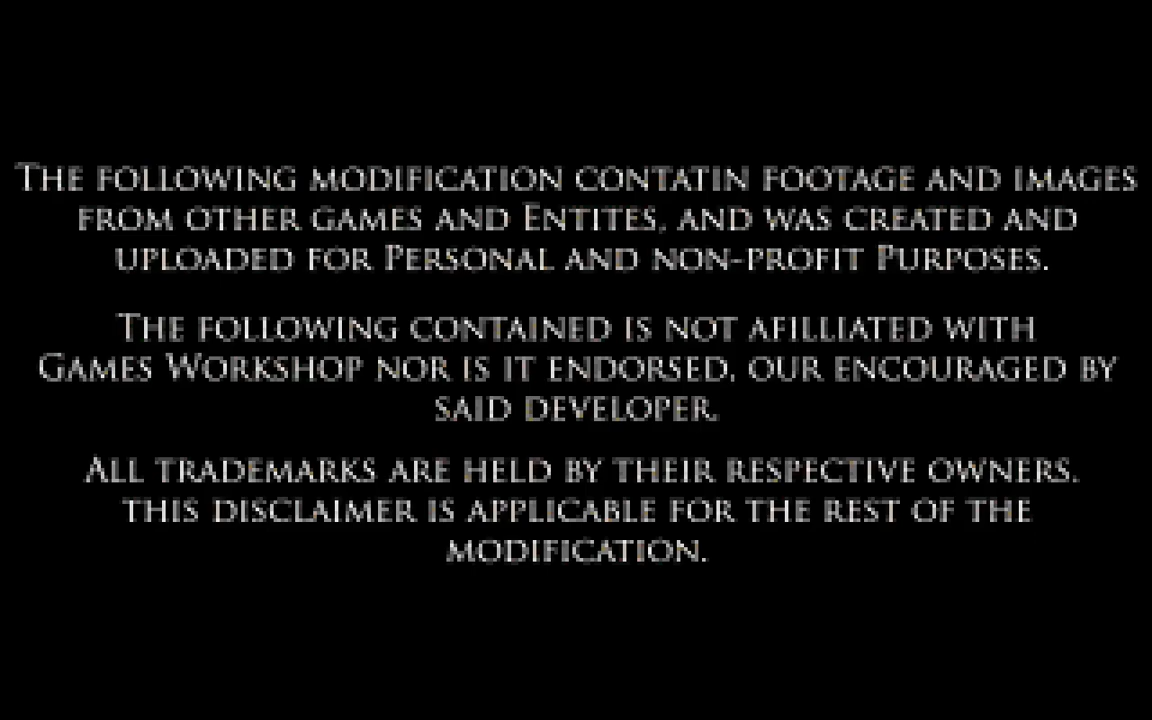 The following modification contatin footage and images
from other games and Entites, and was created and
uploaded for Personal and non-profit Purposes.
The following contained is not afilliated with
Games Workshop nor is it endorsed, our encouraged by
said developer.
All trademarks are held by their respective owners.
this disclaimer is applicable for the rest of the
modification.